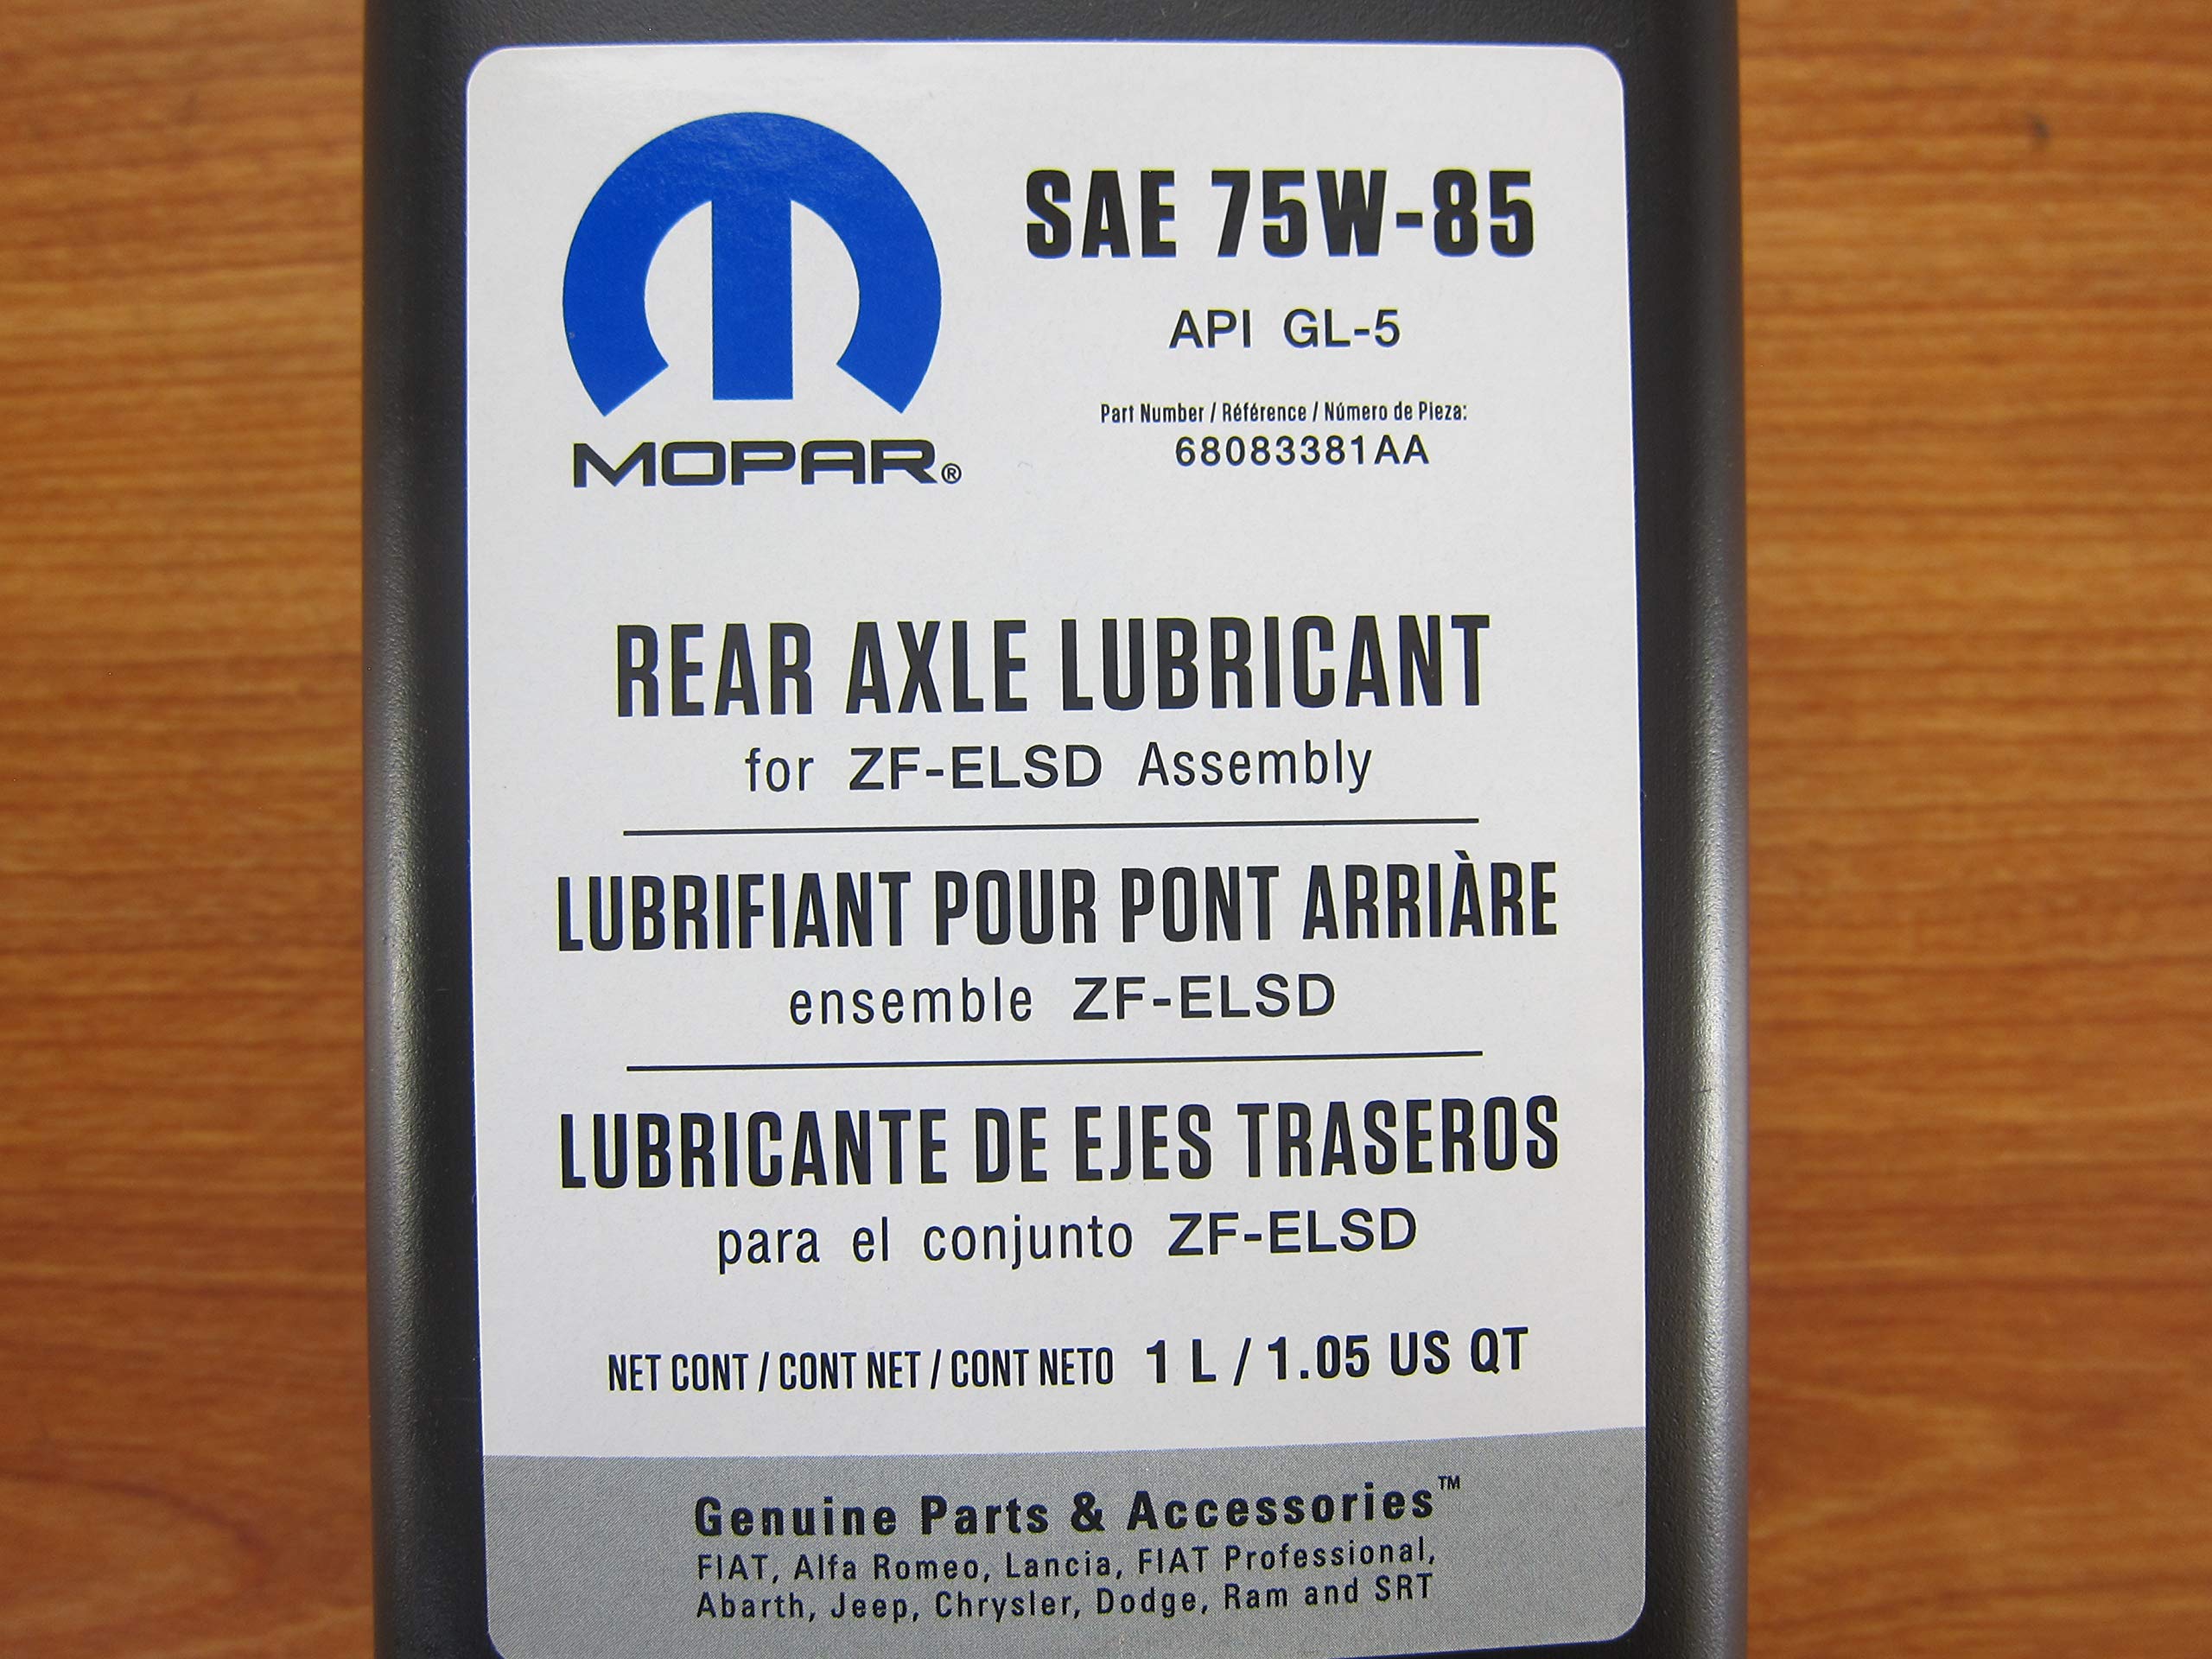 SAE 75W-85
API GL-5
Part Number / Référence / Número de Pieza:
68083381AA
MOPAR®
REAR AXLE LUBRICANT
for ZF-ELSD Assembly
LUBRIFIANT POUR PONT ARRIÀRE
ensemble ZF-ELSD
LUBRICANTE DE EJES TRASEROS
para el conjunto ZF-ELSD
NET CONT / CONT NET / CONT NETO 1 L / 1.05 US QT
Genuine Parts & Accessories™
FIAT, Alfa Romeo, Lancia, FIAT Professional,
Abarth, Jeep, Chrysler, Dodge, Ram and SRT